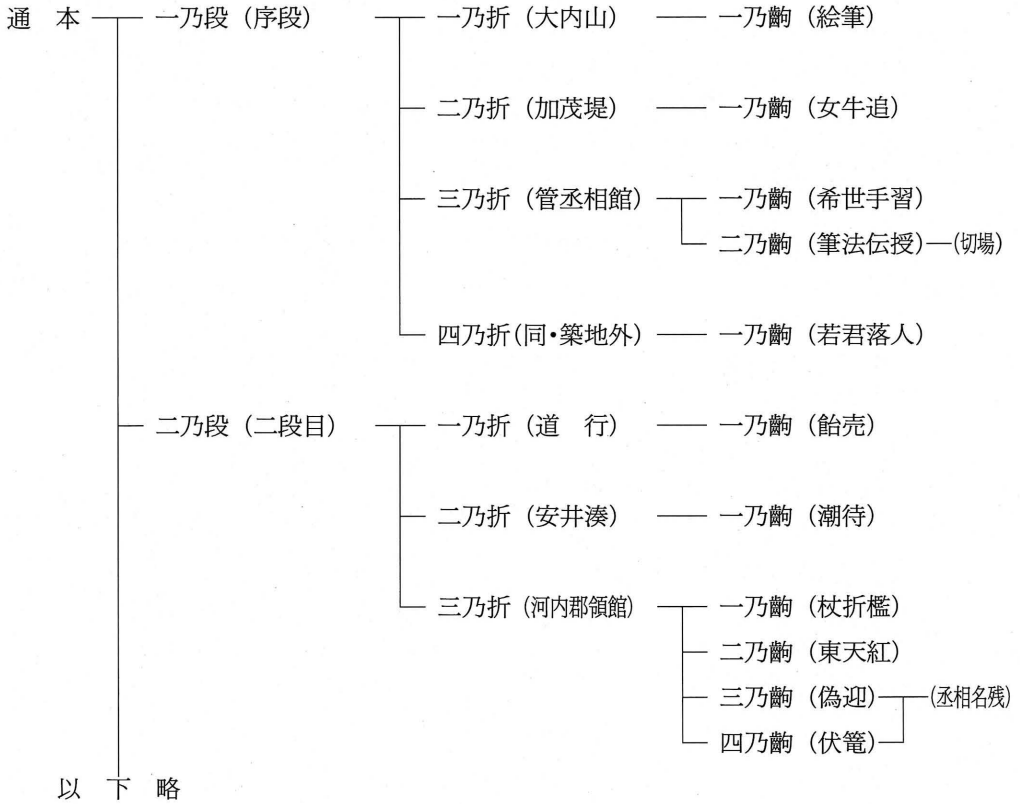 通 本 一乃段（序段） 一乃折（大内山） 一乃齣（絵筆）
二乃折（加茂堤） 一乃齣（女牛追）
三乃折（管丞相館） 一乃齣（希世手習）
二乃齣（筆法伝授） (切場)
四乃折(同・築地外) 一乃齣（若君落人）
二乃段（二段目） 一乃折（道 行） 一乃齣（飴売）
二乃折（安井湊） 一乃齣（潮待）
三乃折（河内郡領館） 一乃齣（杖折檻）
二乃齣（東天紅）
三乃齣（偽迎） (丞相名残)
四乃齣（伏篭）
以 下 略